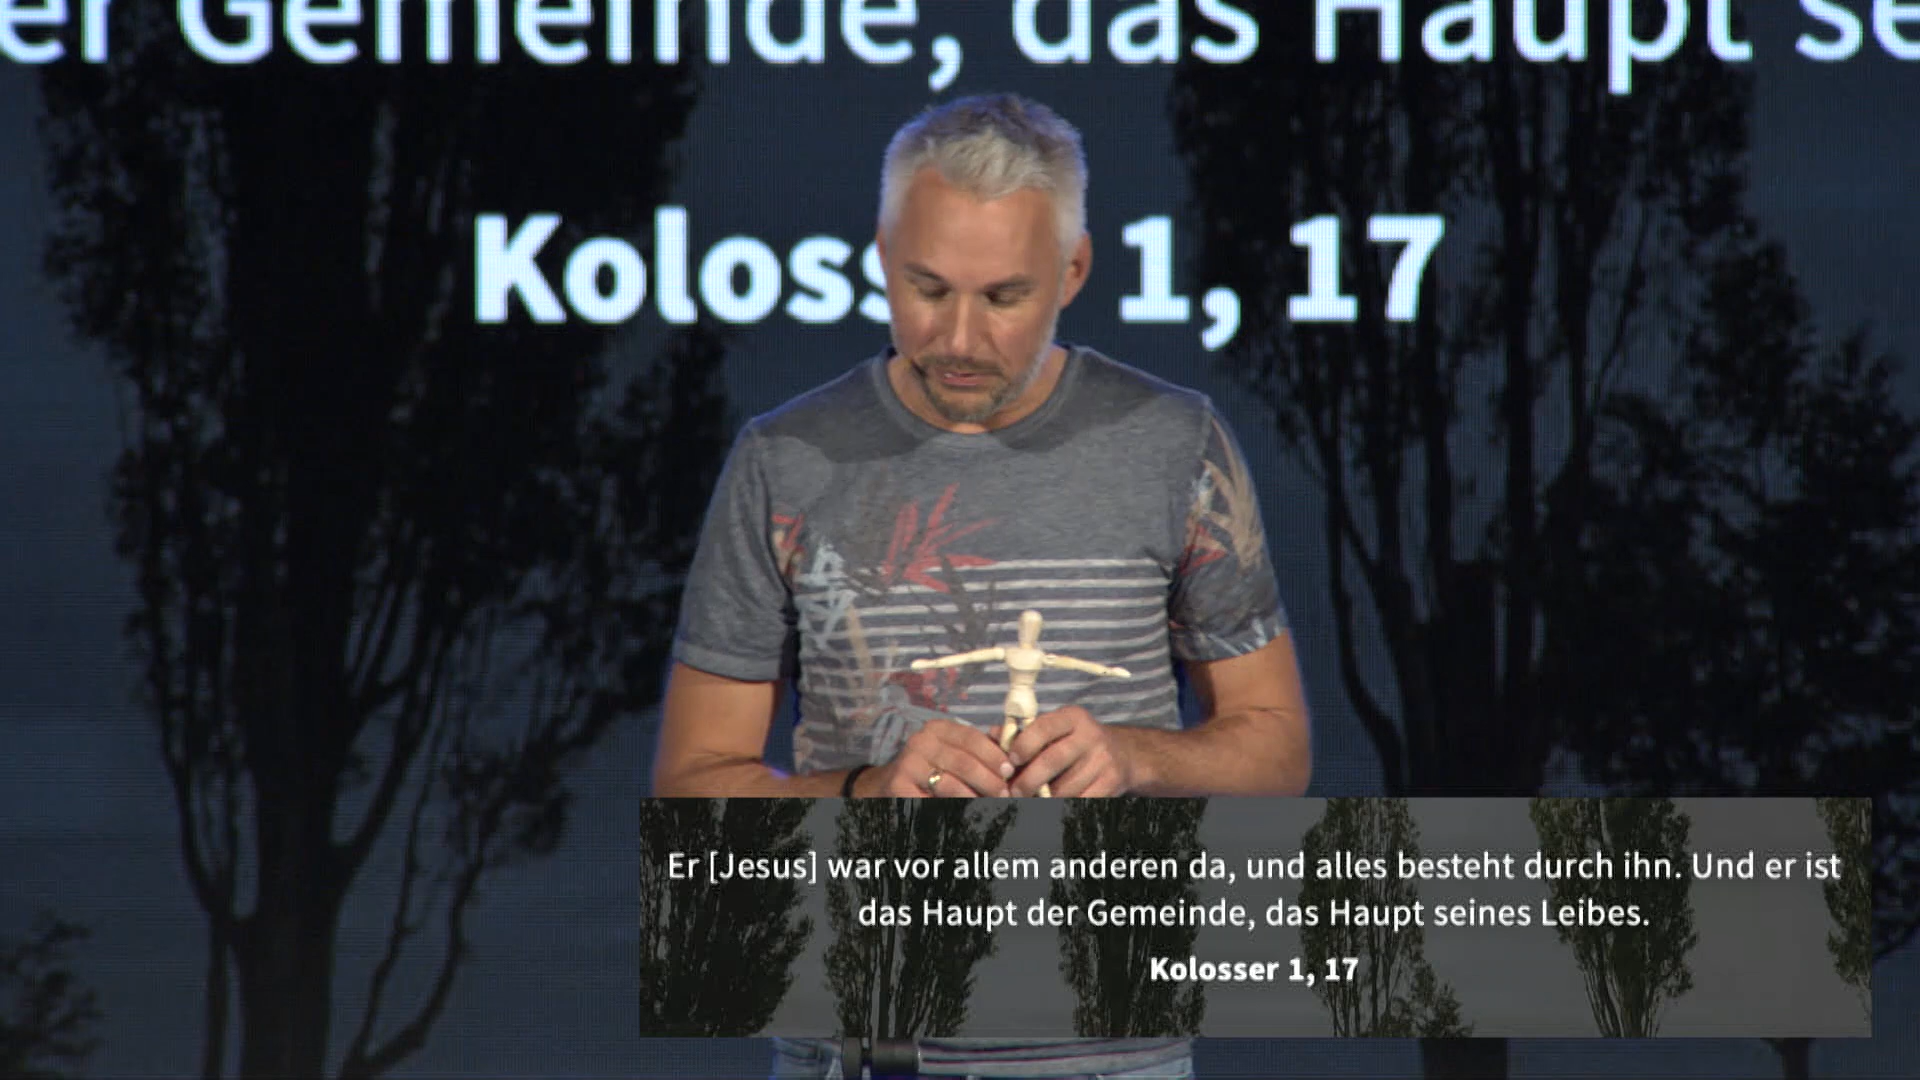 er Gemeinde, das Haupt se
Koloss 1, 17
Er [Jesus] war vor allem anderen da, und alles besteht durch ihn. Und er ist
das Haupt der Gemeinde, das Haupt seines Leibes.
Kolosser 1, 17